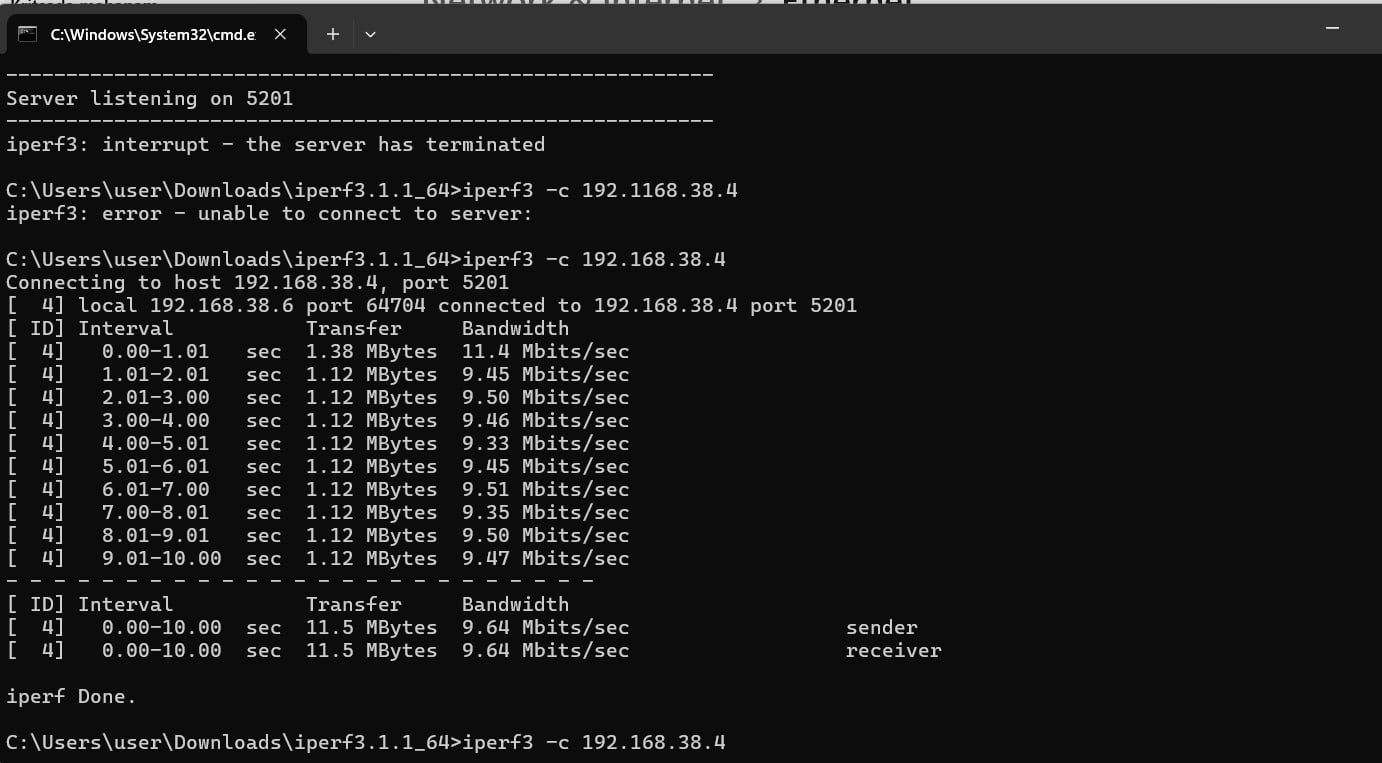 C:\Windows\System32\cmd.e
-----------------------------------------------------------
Server listening on 5201
-----------------------------------------------------------
iperf3: interrupt - the server has terminated
C:\Users\user\Downloads\iperf3.1.1_64>iperf3 -c 192.1168.38.4
iperf3: error - unable to connect to server:
C:\Users\user\Downloads\iperf3.1.1_64>iperf3 -c 192.168.38.4
Connecting to host 192.168.38.4, port 5201
[  4] local 192.168.38.6 port 64704 connected to 192.168.38.4 port 5201
[ ID] Interval           Transfer     Bandwidth
[  4]   0.00-1.01   sec  1.38 MBytes  11.4 Mbits/sec
[  4]   1.01-2.01   sec  1.12 MBytes  9.45 Mbits/sec
[  4]   2.01-3.00   sec  1.12 MBytes  9.50 Mbits/sec
[  4]   3.00-4.00   sec  1.12 MBytes  9.46 Mbits/sec
[  4]   4.00-5.01   sec  1.12 MBytes  9.33 Mbits/sec
[  4]   5.01-6.01   sec  1.12 MBytes  9.45 Mbits/sec
[  4]   6.01-7.00   sec  1.12 MBytes  9.51 Mbits/sec
[  4]   7.00-8.01   sec  1.12 MBytes  9.35 Mbits/sec
[  4]   8.01-9.01   sec  1.12 MBytes  9.50 Mbits/sec
[  4]   9.01-10.00  sec  1.12 MBytes  9.47 Mbits/sec
- - - - - - - - - - - - - - - - - - - - - - - - -
[ ID] Interval           Transfer     Bandwidth
[  4]   0.00-10.00  sec  11.5 MBytes  9.64 Mbits/sec                  sender
[  4]   0.00-10.00  sec  11.5 MBytes  9.64 Mbits/sec                  receiver
iperf Done.
C:\Users\user\Downloads\iperf3.1.1_64>iperf3 -c 192.168.38.4